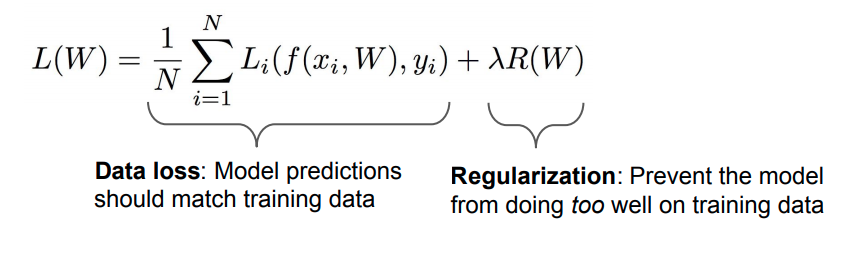 L(W) = \frac{1}{N} \sum_{i=1}^{N} L_i(f(x_i, W), y_i) + λR(W)
Data loss: Model predictions
should match training data
Regularization: Prevent the model
from doing too well on training data